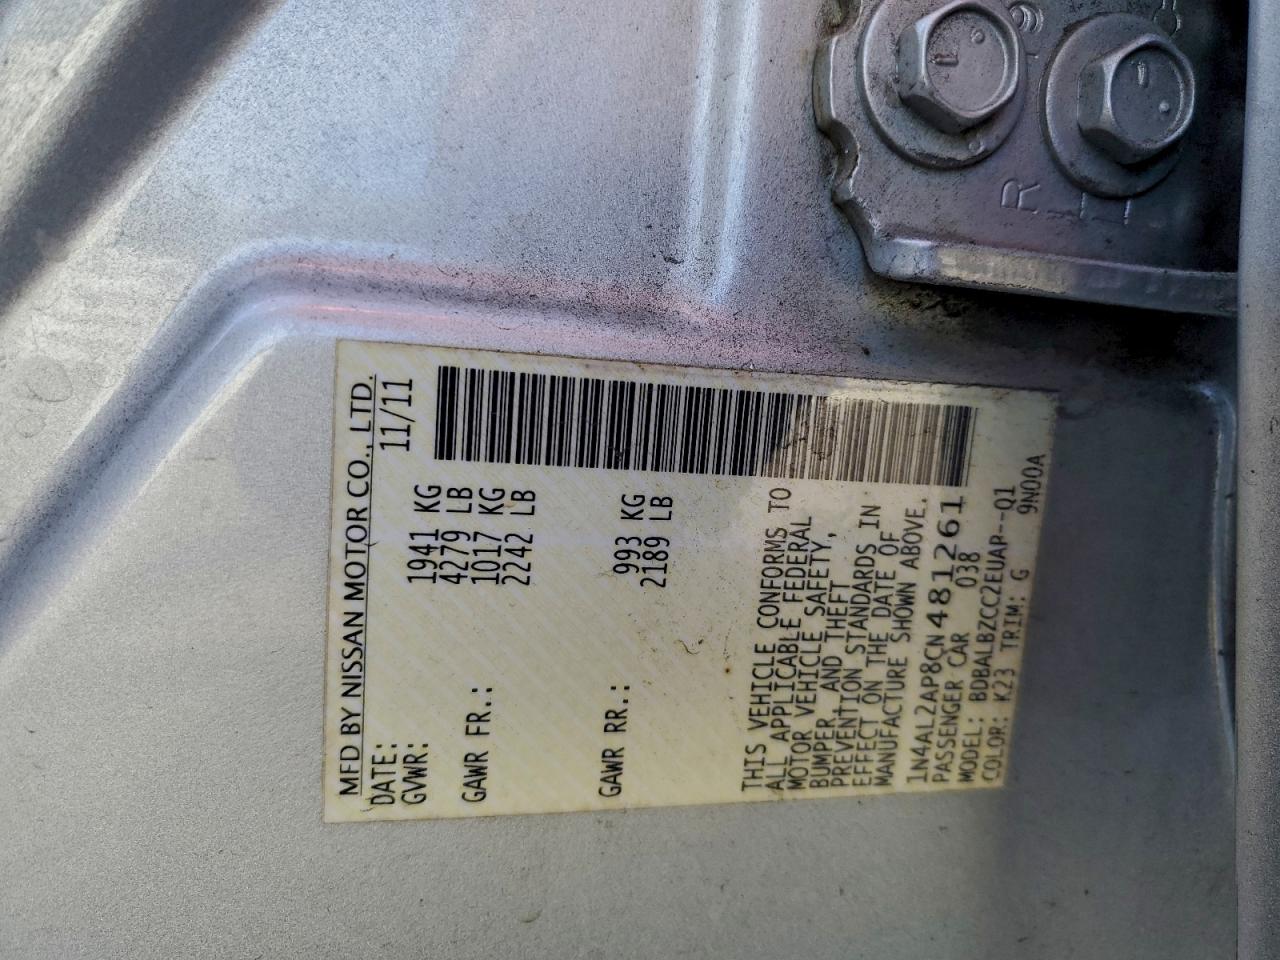 MFD BY NISSAN MOTOR CO., LTD.
DATE: 11/11
GVWR: 1941 KG
4279 LB
GAWR FR.: 1017 KG
2242 LB
GAWR RR.: 993 KG
2189 LB
THIS VEHICLE CONFORMS TO
ALL APPLICABLE FEDERAL
MOTOR VEHICLE SAFETY,
BUMPER, AND THEFT
PREVENTION STANDARDS IN
EFFECT ON THE DATE OF
MANUFACTURE SHOWN ABOVE.
1N4AL2AP8CN481261
PASSENGER CAR 038
MODEL: BDBALBZCC2EUAP--Q1
COLOR: K23 TRIM: G 9N00A
R